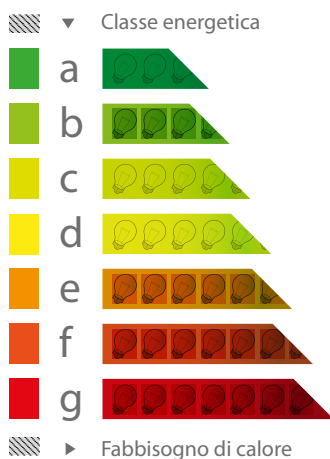 Classe energetica
a
b
c
d
e
f
g
Fabbisogno di calore